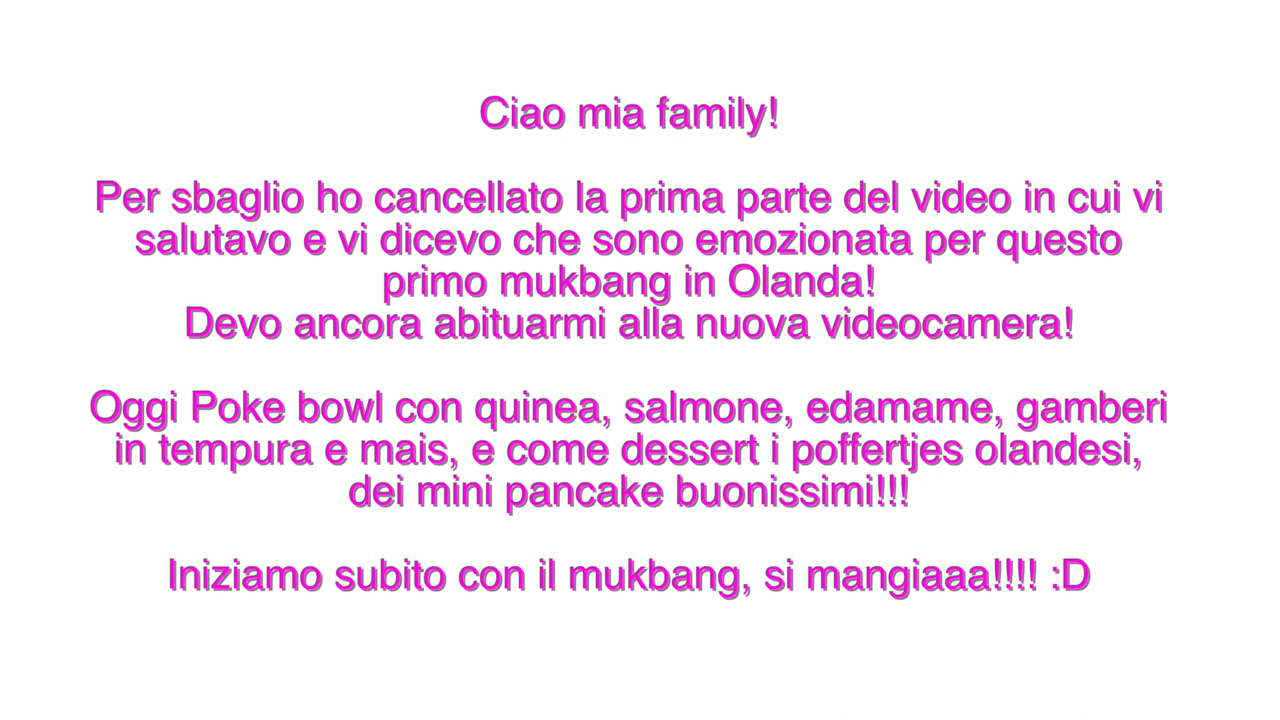 Ciao mia family!
Per sbaglio ho cancellato la prima parte del video in cui vi
salutavo e vi dicevo che sono emozionata per questo
primo mukbang in Olanda!
Devo ancora abituarmi alla nuova videocamera!
Oggi Poke bowl con quinea, salmone, edamame, gamberi
in tempura e mais, e come dessert i poffertjes olandesi,
dei mini pancake buonissimi!!!
Iniziamo subito con il mukbang, si mangiaaa!!!! :D